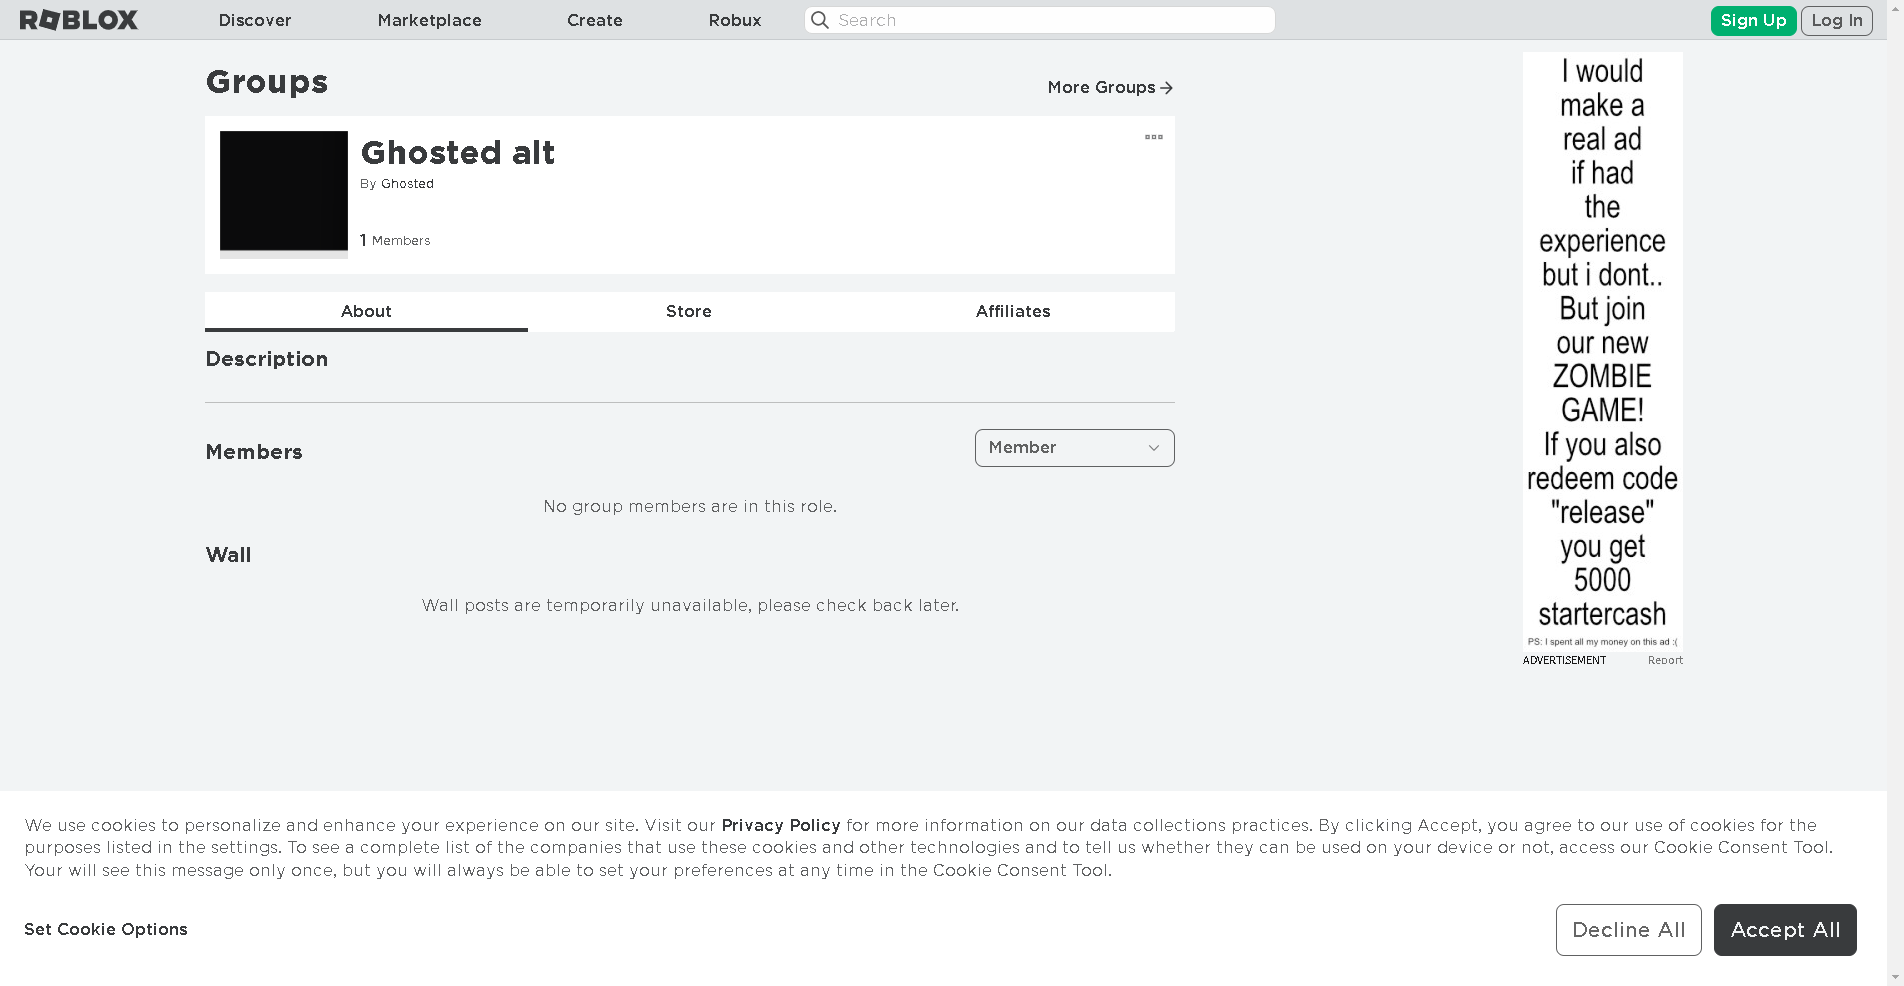 ROBLOX Discover Marketplace Create Robux Search Sign Up Log In
Groups
More Groups
Ghosted alt
By Ghosted
1 Members
About Store Affiliates
Description
Members
Member
No group members are in this role.
Wall
Wall posts are temporarily unavailable, please check back later.
I would
make a
real ad
if had
the
experience
but i dont..
But join
our new
ZOMBIE
GAME!
If you also
redeem code
"release"
you get
5000
startercash
PS: I spent all my money on this ad :(
ADVERTISEMENT Report
We use cookies to personalize and enhance your experience on our site. Visit our Privacy Policy for more information on our data collections practices. By clicking Accept, you agree to our use of cookies for the
purposes listed in the settings. To see a complete list of the companies that use these cookies and other technologies and to tell us whether they can be used on your device or not, access our Cookie Consent Tool.
Your will see this message only once, but you will always be able to set your preferences at any time in the Cookie Consent Tool.
Set Cookie Options
Decline All Accept All